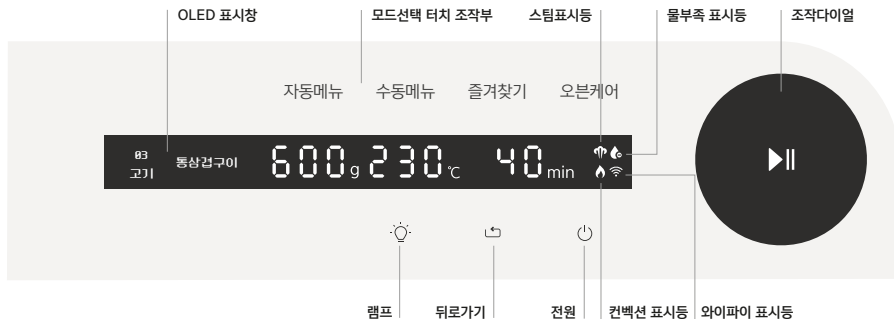 OLED 표시창
모드선택 터치 조작부
스팀표시등
물부족 표시등
조작다이얼
자동메뉴 수동메뉴 즐겨찾기 오븐케어
03
고기
통삼겹구이
600g 230℃ 40min
램프
뒤로가기
전원
컨벡션 표시등
와이파이 표시등